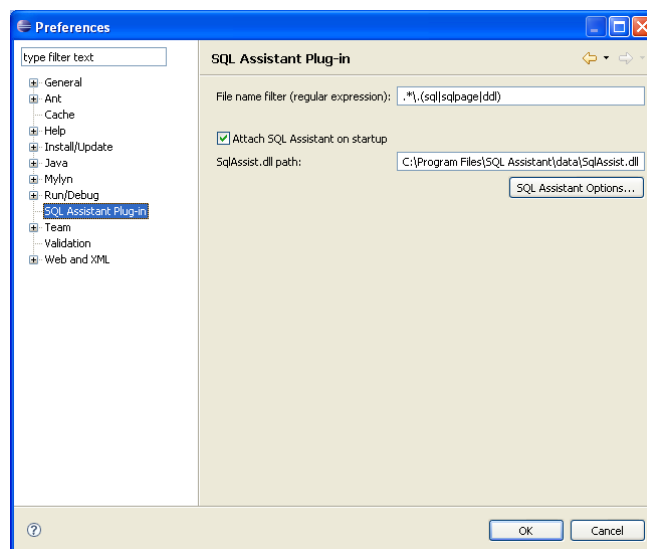 Preferences
type filter text
General
Ant
Cache
Help
Install/Update
Java
Mylyn
Run/Debug
SQL Assistant Plug-in
Team
Validation
Web and XML
SQL Assistant Plug-in
File name filter (regular expression): .*\.(sql|sqlpage|ddl)
Attach SQL Assistant on startup
SqlAssist.dll path: C:\Program Files\SQL Assistant\data\SqlAssist.dll
SQL Assistant Options...
OK Cancel